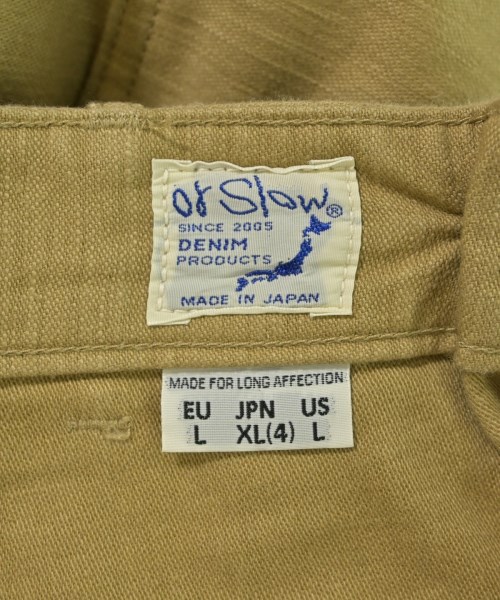 or Slow®
SINCE 2005
DENIM
PRODUCTS
MADE IN JAPAN
MADE FOR LONG AFFECTION
EU JPN US
L XL(4) L